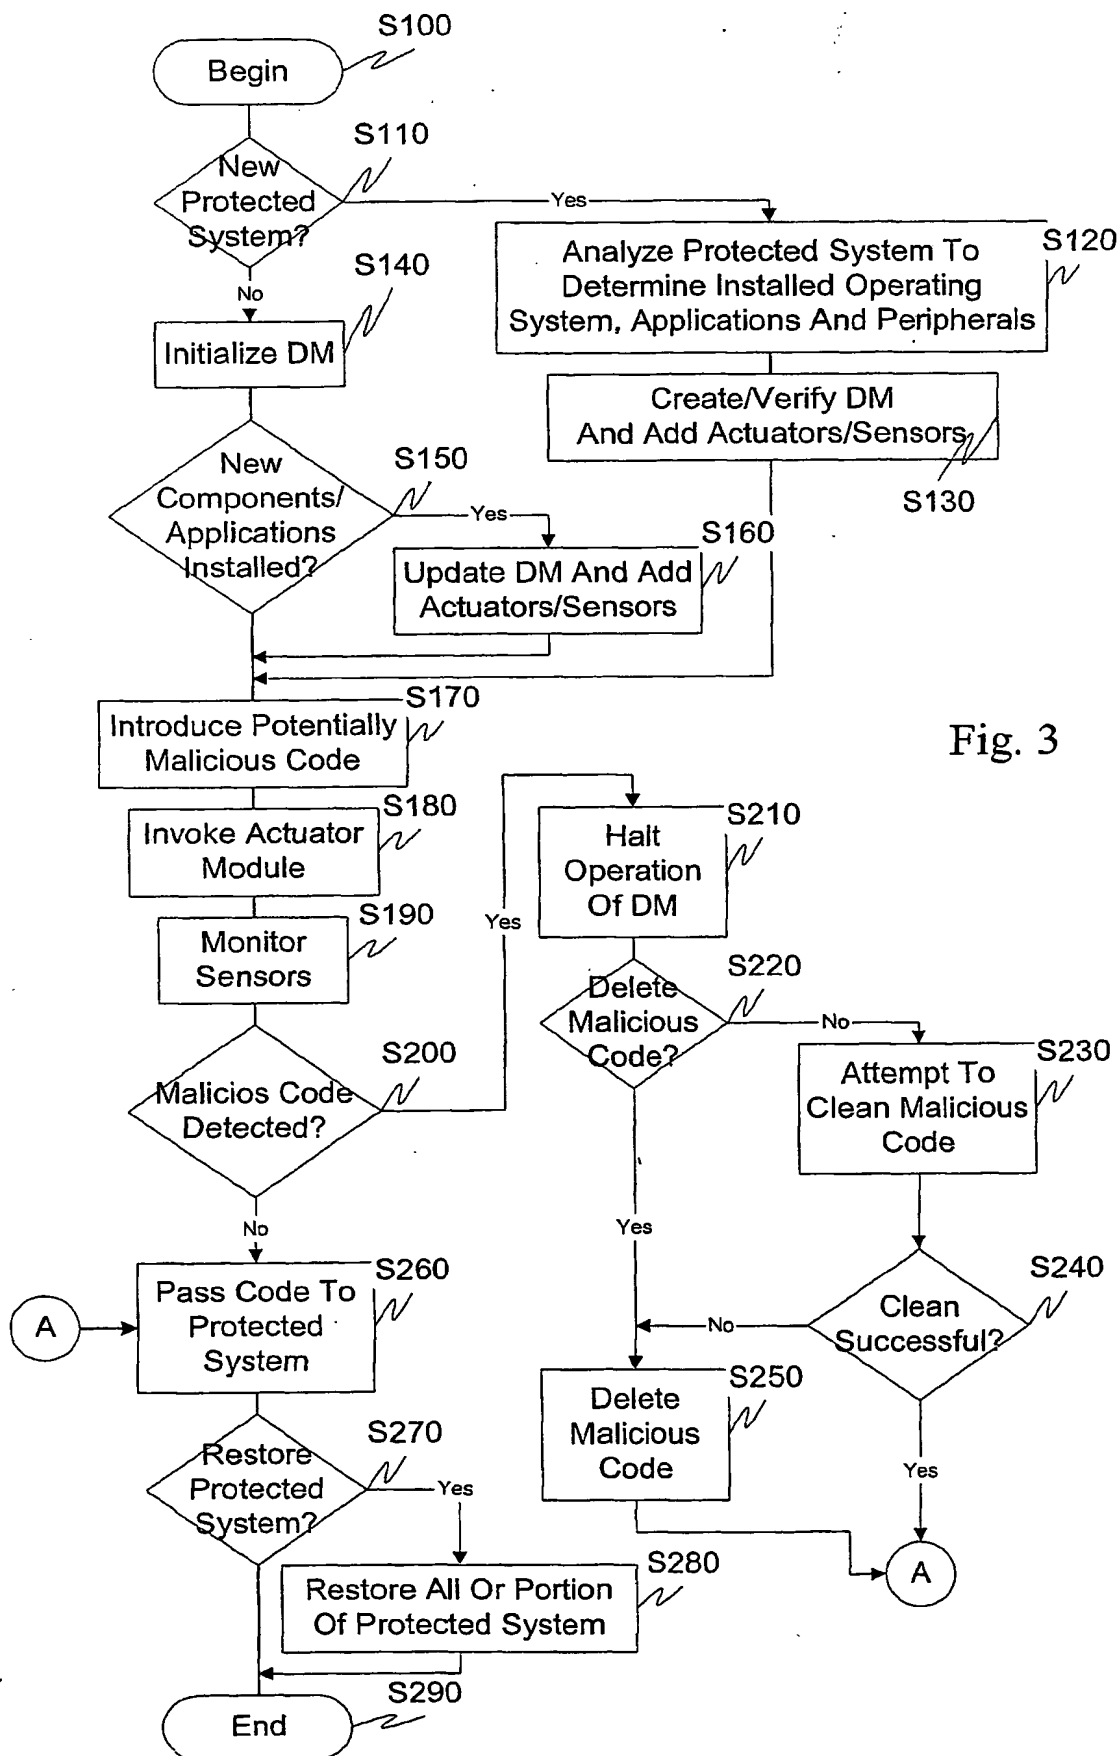 S100
Begin
S110
New
Protected
System?
Yes
S120
Analyze Protected System To
Determine Installed Operating
System, Applications And Peripherals
No
S140
Initialize DM
Create/Verify DM
And Add Actuators/Sensors
S130
New
Components/
Applications
Installed?
S150
Yes
S160
Update DM And Add
Actuators/Sensors
S170
Introduce Potentially
Malicious Code
Fig. 3
S180
Invoke Actuator
Module
S190
Monitor
Sensors
S200
Malicios Code
Detected?
Yes
S210
Halt
Operation
Of DM
S220
Delete
Malicious
Code?
No
S230
Attempt To
Clean Malicious
Code
Yes
S240
Clean
Successful?
No
S250
Delete
Malicious
Code
Yes
A
No
S260
Pass Code To
Protected
System
A
S270
Restore
Protected
System?
Yes
S280
Restore All Or Portion
Of Protected System
S290
End